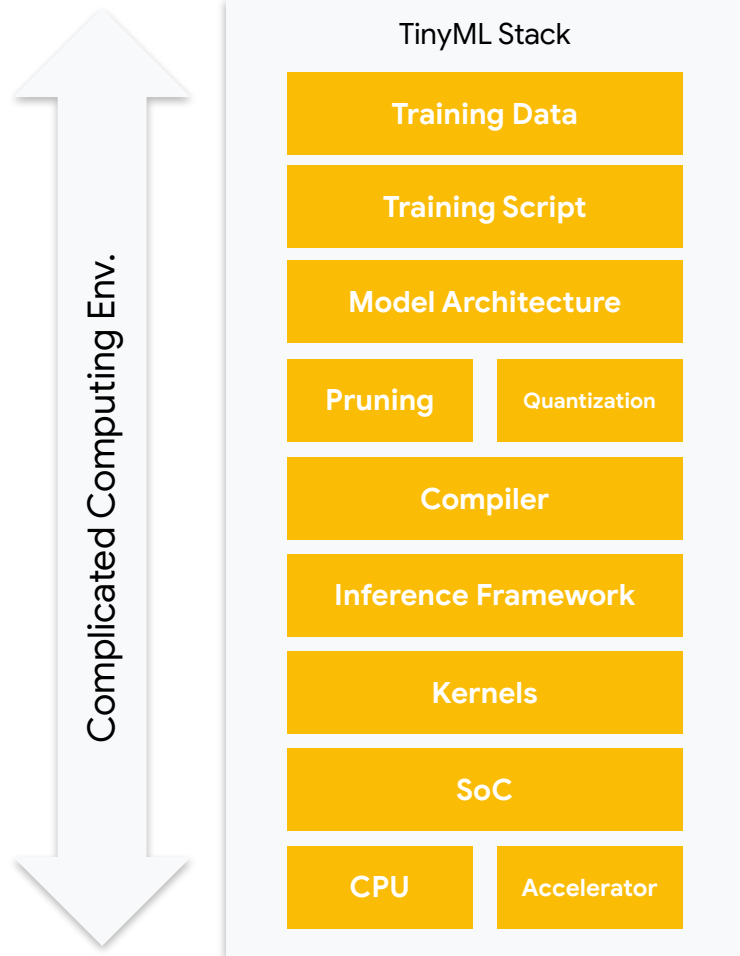 TinyML Stack
Complicated Computing Env.
Training Data
Training Script
Model Architecture
Pruning
Quantization
Compiler
Inference Framework
Kernels
SoC
CPU
Accelerator